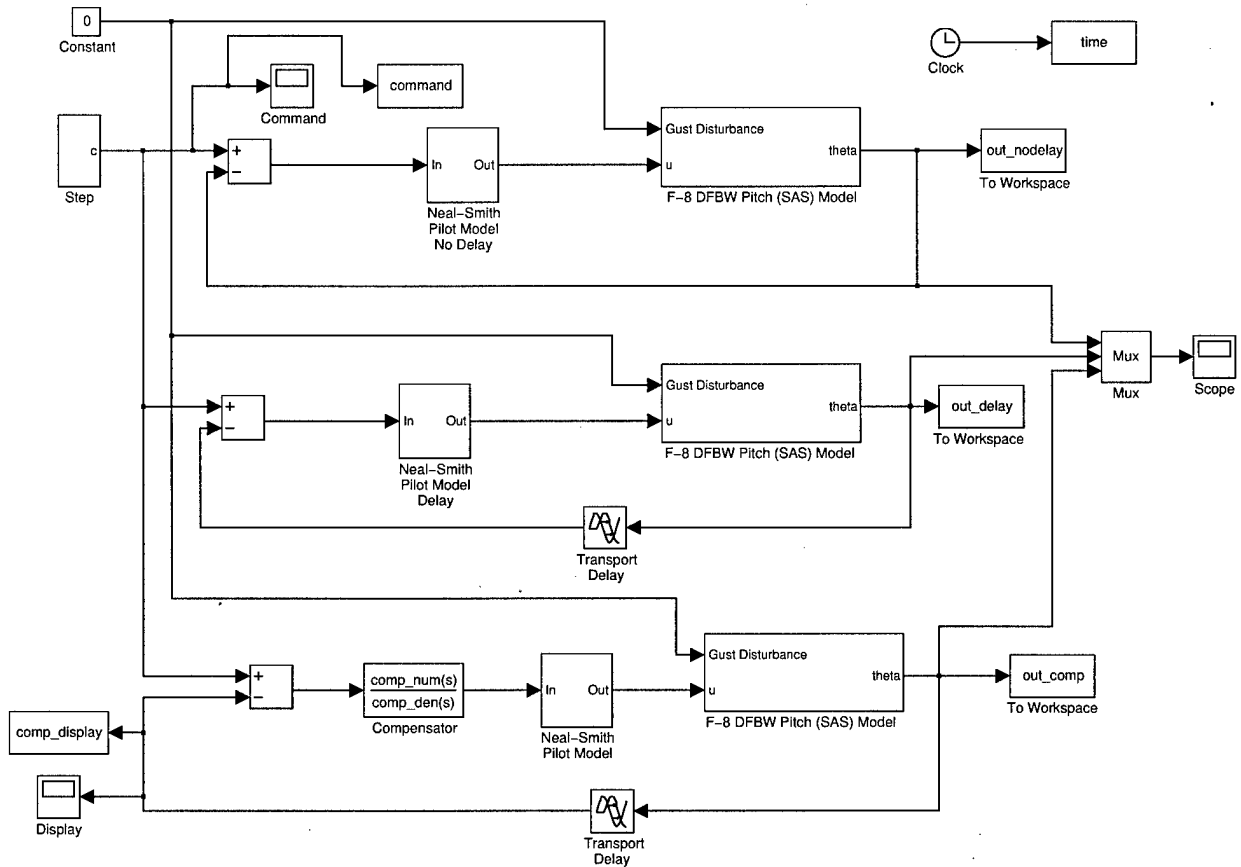 0
Constant
Clock
time
Command
command
c
Step
+
−
In
Out
Neal−Smith
Pilot Model
No Delay
Gust Disturbance
u
theta
F−8 DFBW Pitch (SAS) Model
out_nodelay
To Workspace
+
−
In
Out
Neal−Smith
Pilot Model
Delay
Gust Disturbance
u
theta
F−8 DFBW Pitch (SAS) Model
out_delay
To Workspace
Mux
Mux
Scope
Transport
Delay
+
−
comp_num(s)
comp_den(s)
Compensator
In
Out
Neal−Smith
Pilot Model
Gust Disturbance
u
theta
F−8 DFBW Pitch (SAS) Model
out_comp
To Workspace
comp_display
Display
Transport
Delay